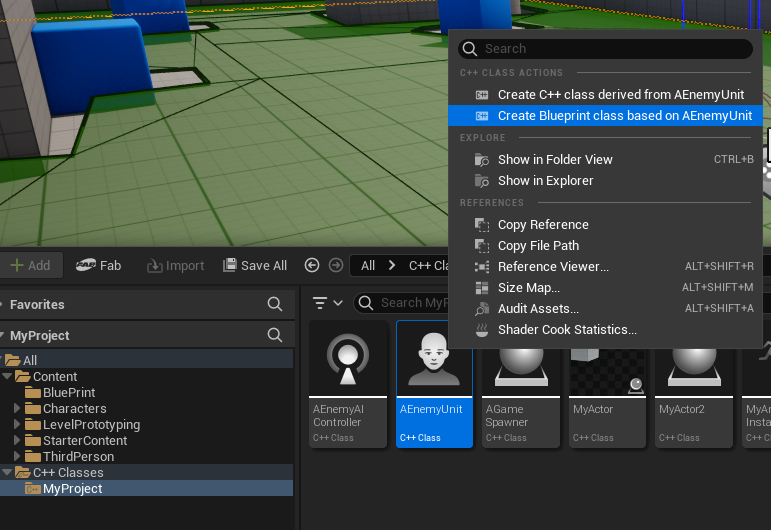 Search
C++ CLASS ACTIONS
Create C++ class derived from AEnemyUnit
Create Blueprint class based on AEnemyUnit
EXPLORE
Show in Folder View CTRL+B
Show in Explorer
REFERENCES
Copy Reference
Copy File Path
Reference Viewer... ALT+SHIFT+R
Size Map... ALT+SHIFT+M
Audit Assets... ALT+SHIFT+A
Shader Cook Statistics...
Add Fab Import Save All All C++ Cla
Favorites
MyProject
All
Content
BluePrint
Characters
LevelPrototyping
StarterContent
ThirdPerson
C++ Classes
MyProject
Search MyP
AEnemyAI
Controller
C++ Class
AEnemyUnit
C++ Class
AGame
Spawner
C++ Class
MyActor
C++ Class
MyActor2
C++ Class
Insta
C++ C